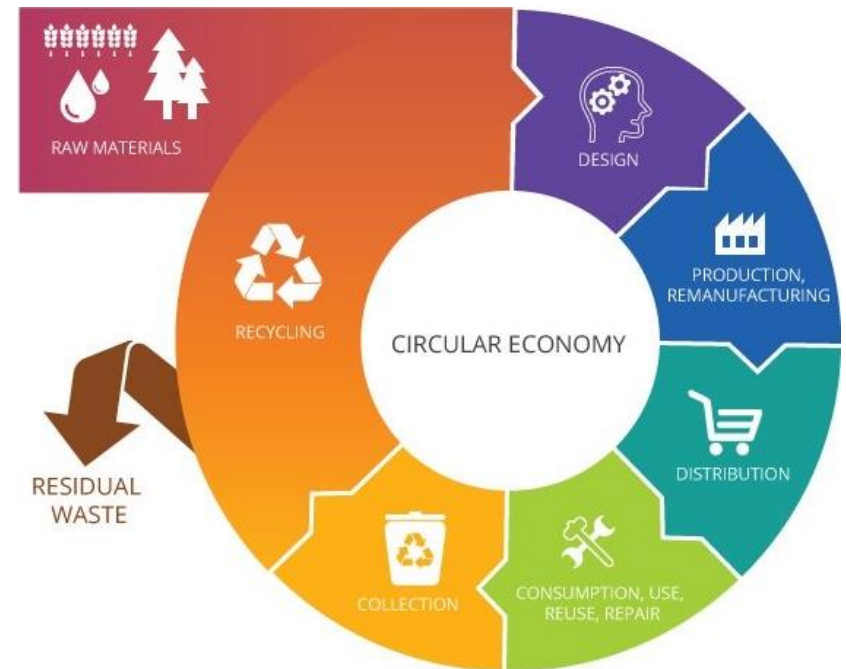 RAW MATERIALS
DESIGN
PRODUCTION,
REMANUFACTURING
RECYCLING
CIRCULAR ECONOMY
DISTRIBUTION
RESIDUAL
WASTE
COLLECTION
CONSUMPTION, USE,
REUSE, REPAIR